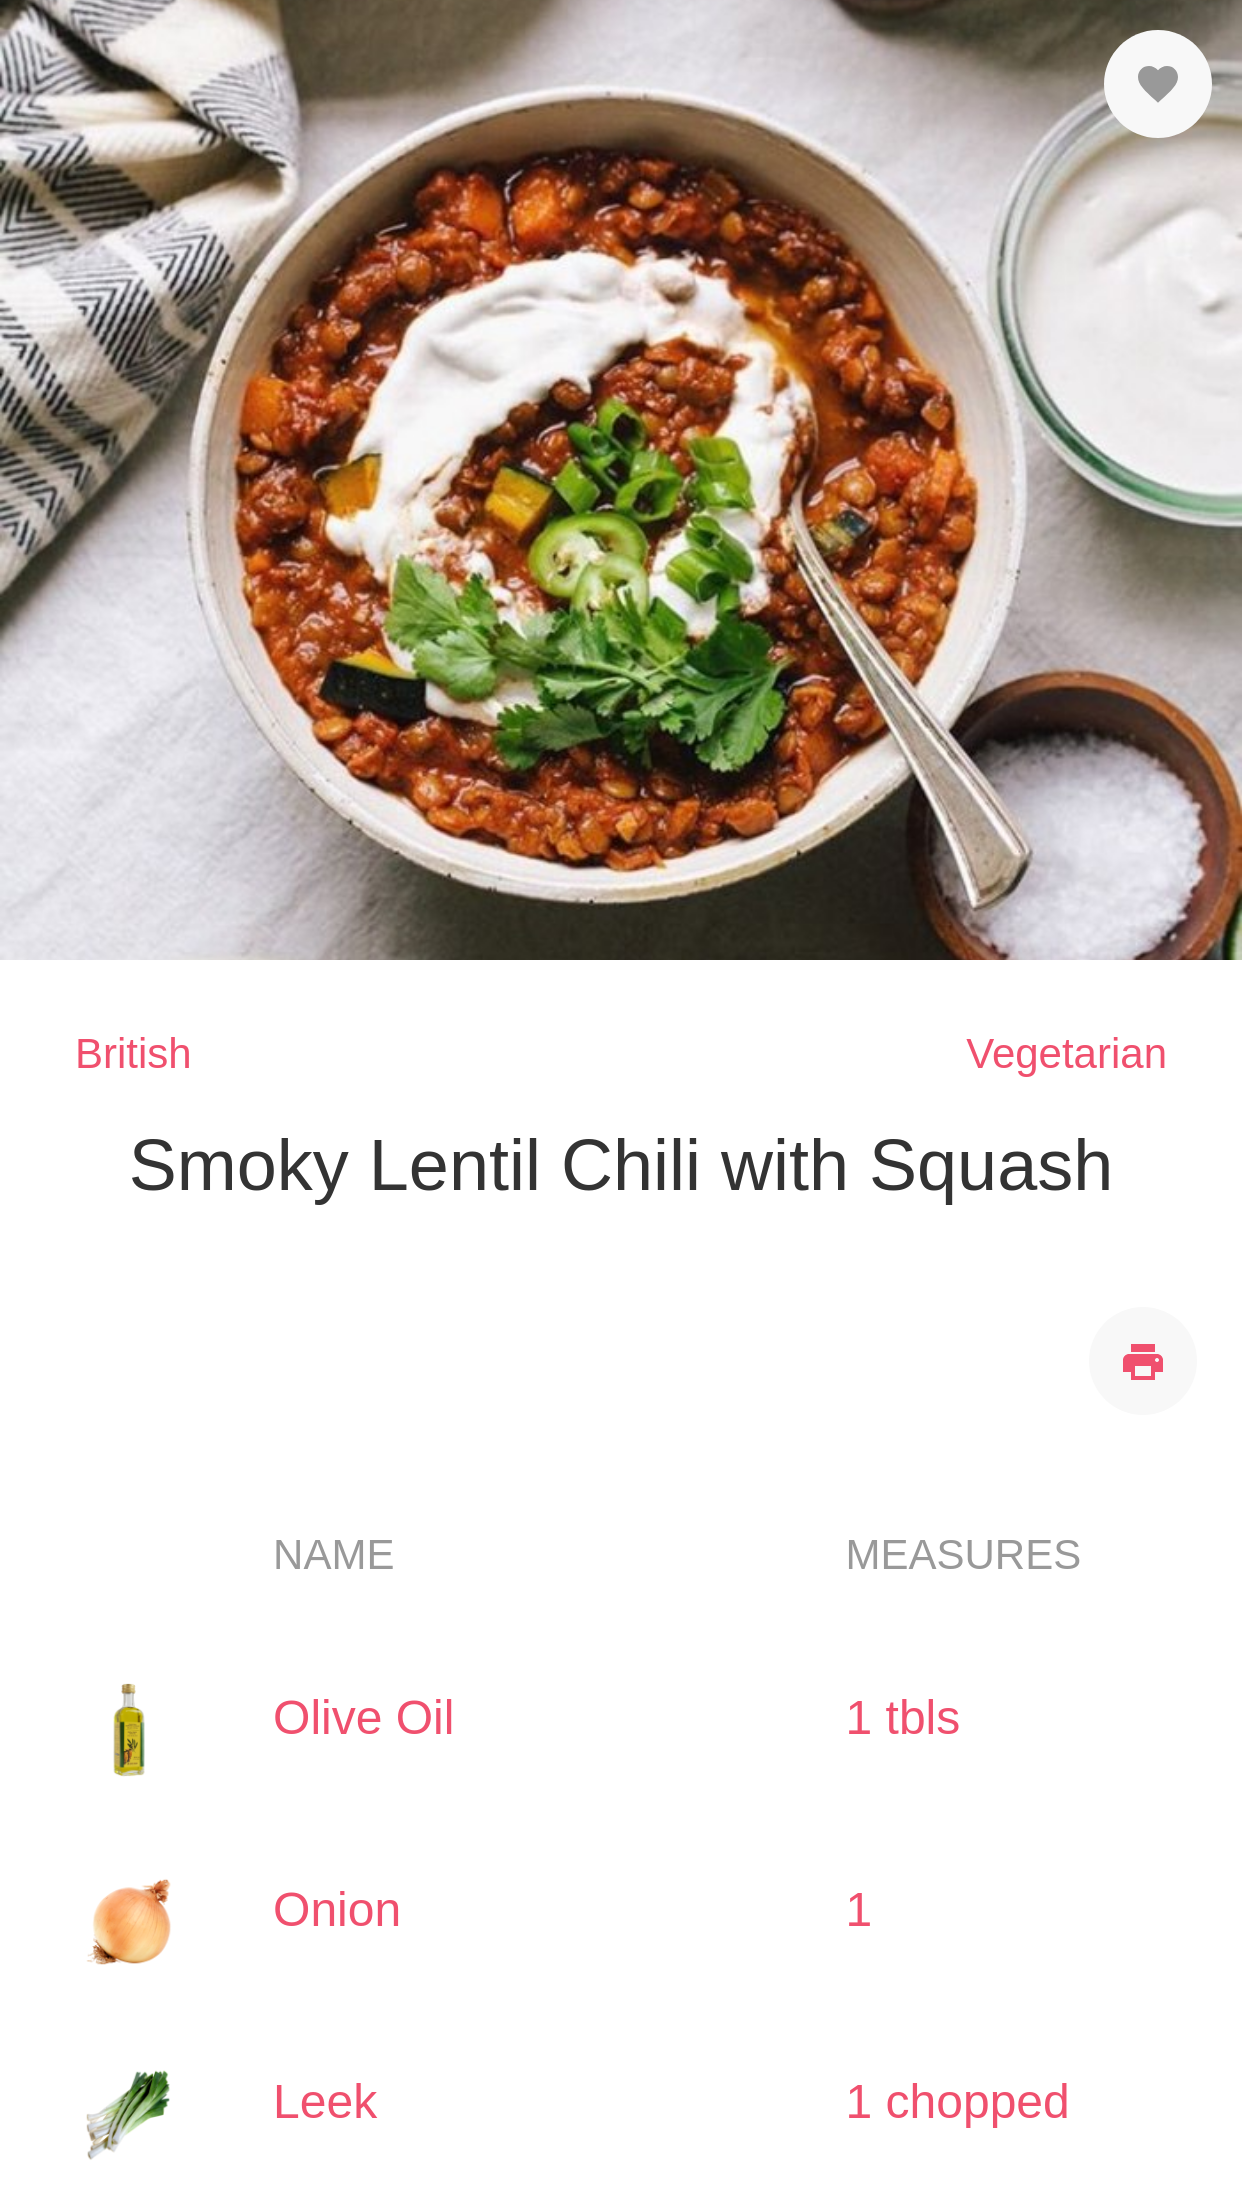 British
Vegetarian
Smoky Lentil Chili with Squash
NAME
MEASURES
Olive Oil
1 tbls
Onion
1
Leek
1 chopped